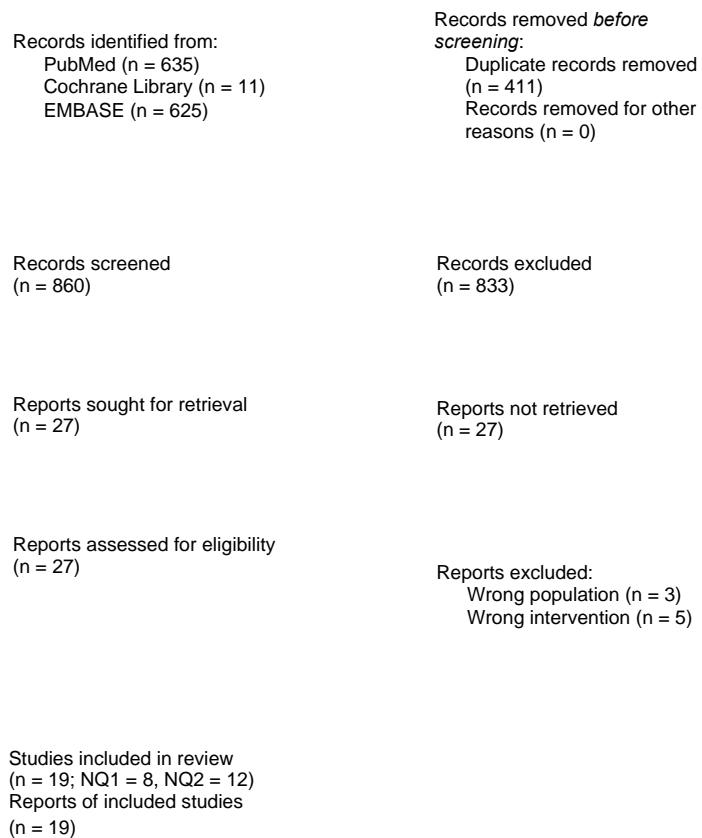 Records identified from:
PubMed (n = 635)
Cochrane Library (n = 11)
EMBASE (n = 625)
Records removed before
screening:
Duplicate records removed
(n = 411)
Records removed for other
reasons (n = 0)
Records screened
(n = 860)
Records excluded
(n = 833)
Reports sought for retrieval
(n = 27)
Reports not retrieved
(n = 27)
Reports assessed for eligibility
(n = 27)
Reports excluded:
Wrong population (n = 3)
Wrong intervention (n = 5)
Studies included in review
(n = 19; NQ1 = 8, NQ2 = 12)
Reports of included studies
(n = 19)